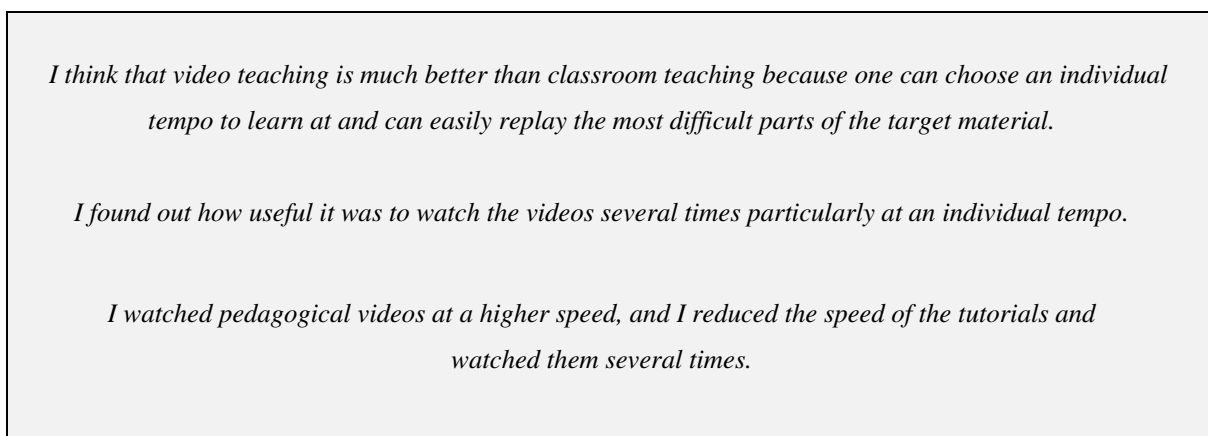 I think that video teaching is much better than classroom teaching because one can choose an individual
tempo to learn at and can easily replay the most difficult parts of the target material.
I found out how useful it was to watch the videos several times particularly at an individual tempo.
I watched pedagogical videos at a higher speed, and I reduced the speed of the tutorials and
watched them several times.